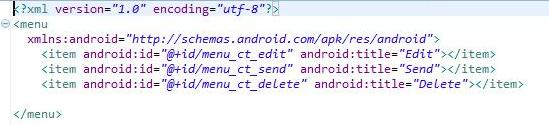 <?xml version="1.0" encoding="utf-8"?>
<menu
xmlns:android="http://schemas.android.com/apk/res/android">
<item android:id="@+id/menu_ct_edit" android:title="Edit"></item>
<item android:id="@+id/menu_ct_send" android:title="Send"></item>
<item android:id="@+id/menu_ct_delete" android:title="Delete"></item>
</menu>